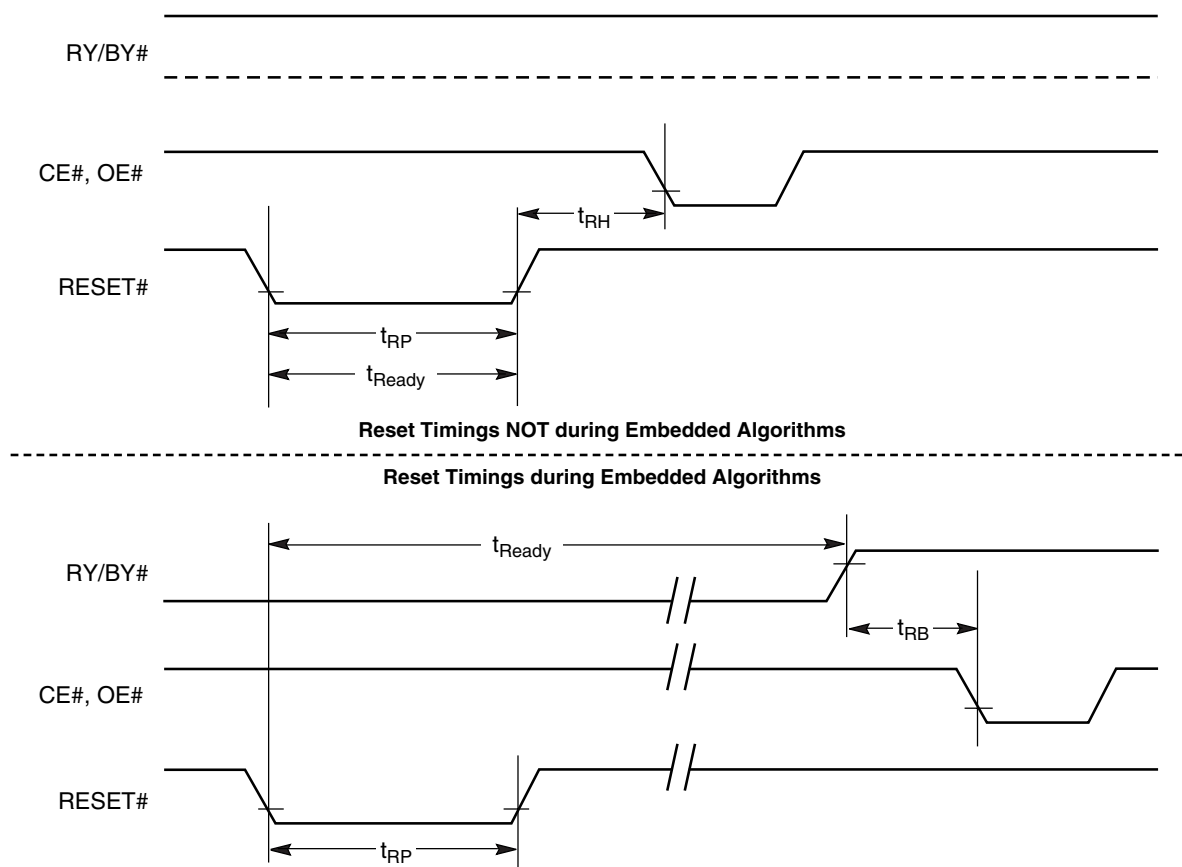 RY/BY#
CE#, OE#
tRH
RESET#
tRP
tReady
Reset Timings NOT during Embedded Algorithms
Reset Timings during Embedded Algorithms
tReady
RY/BY#
tRB
CE#, OE#
RESET#
tRP